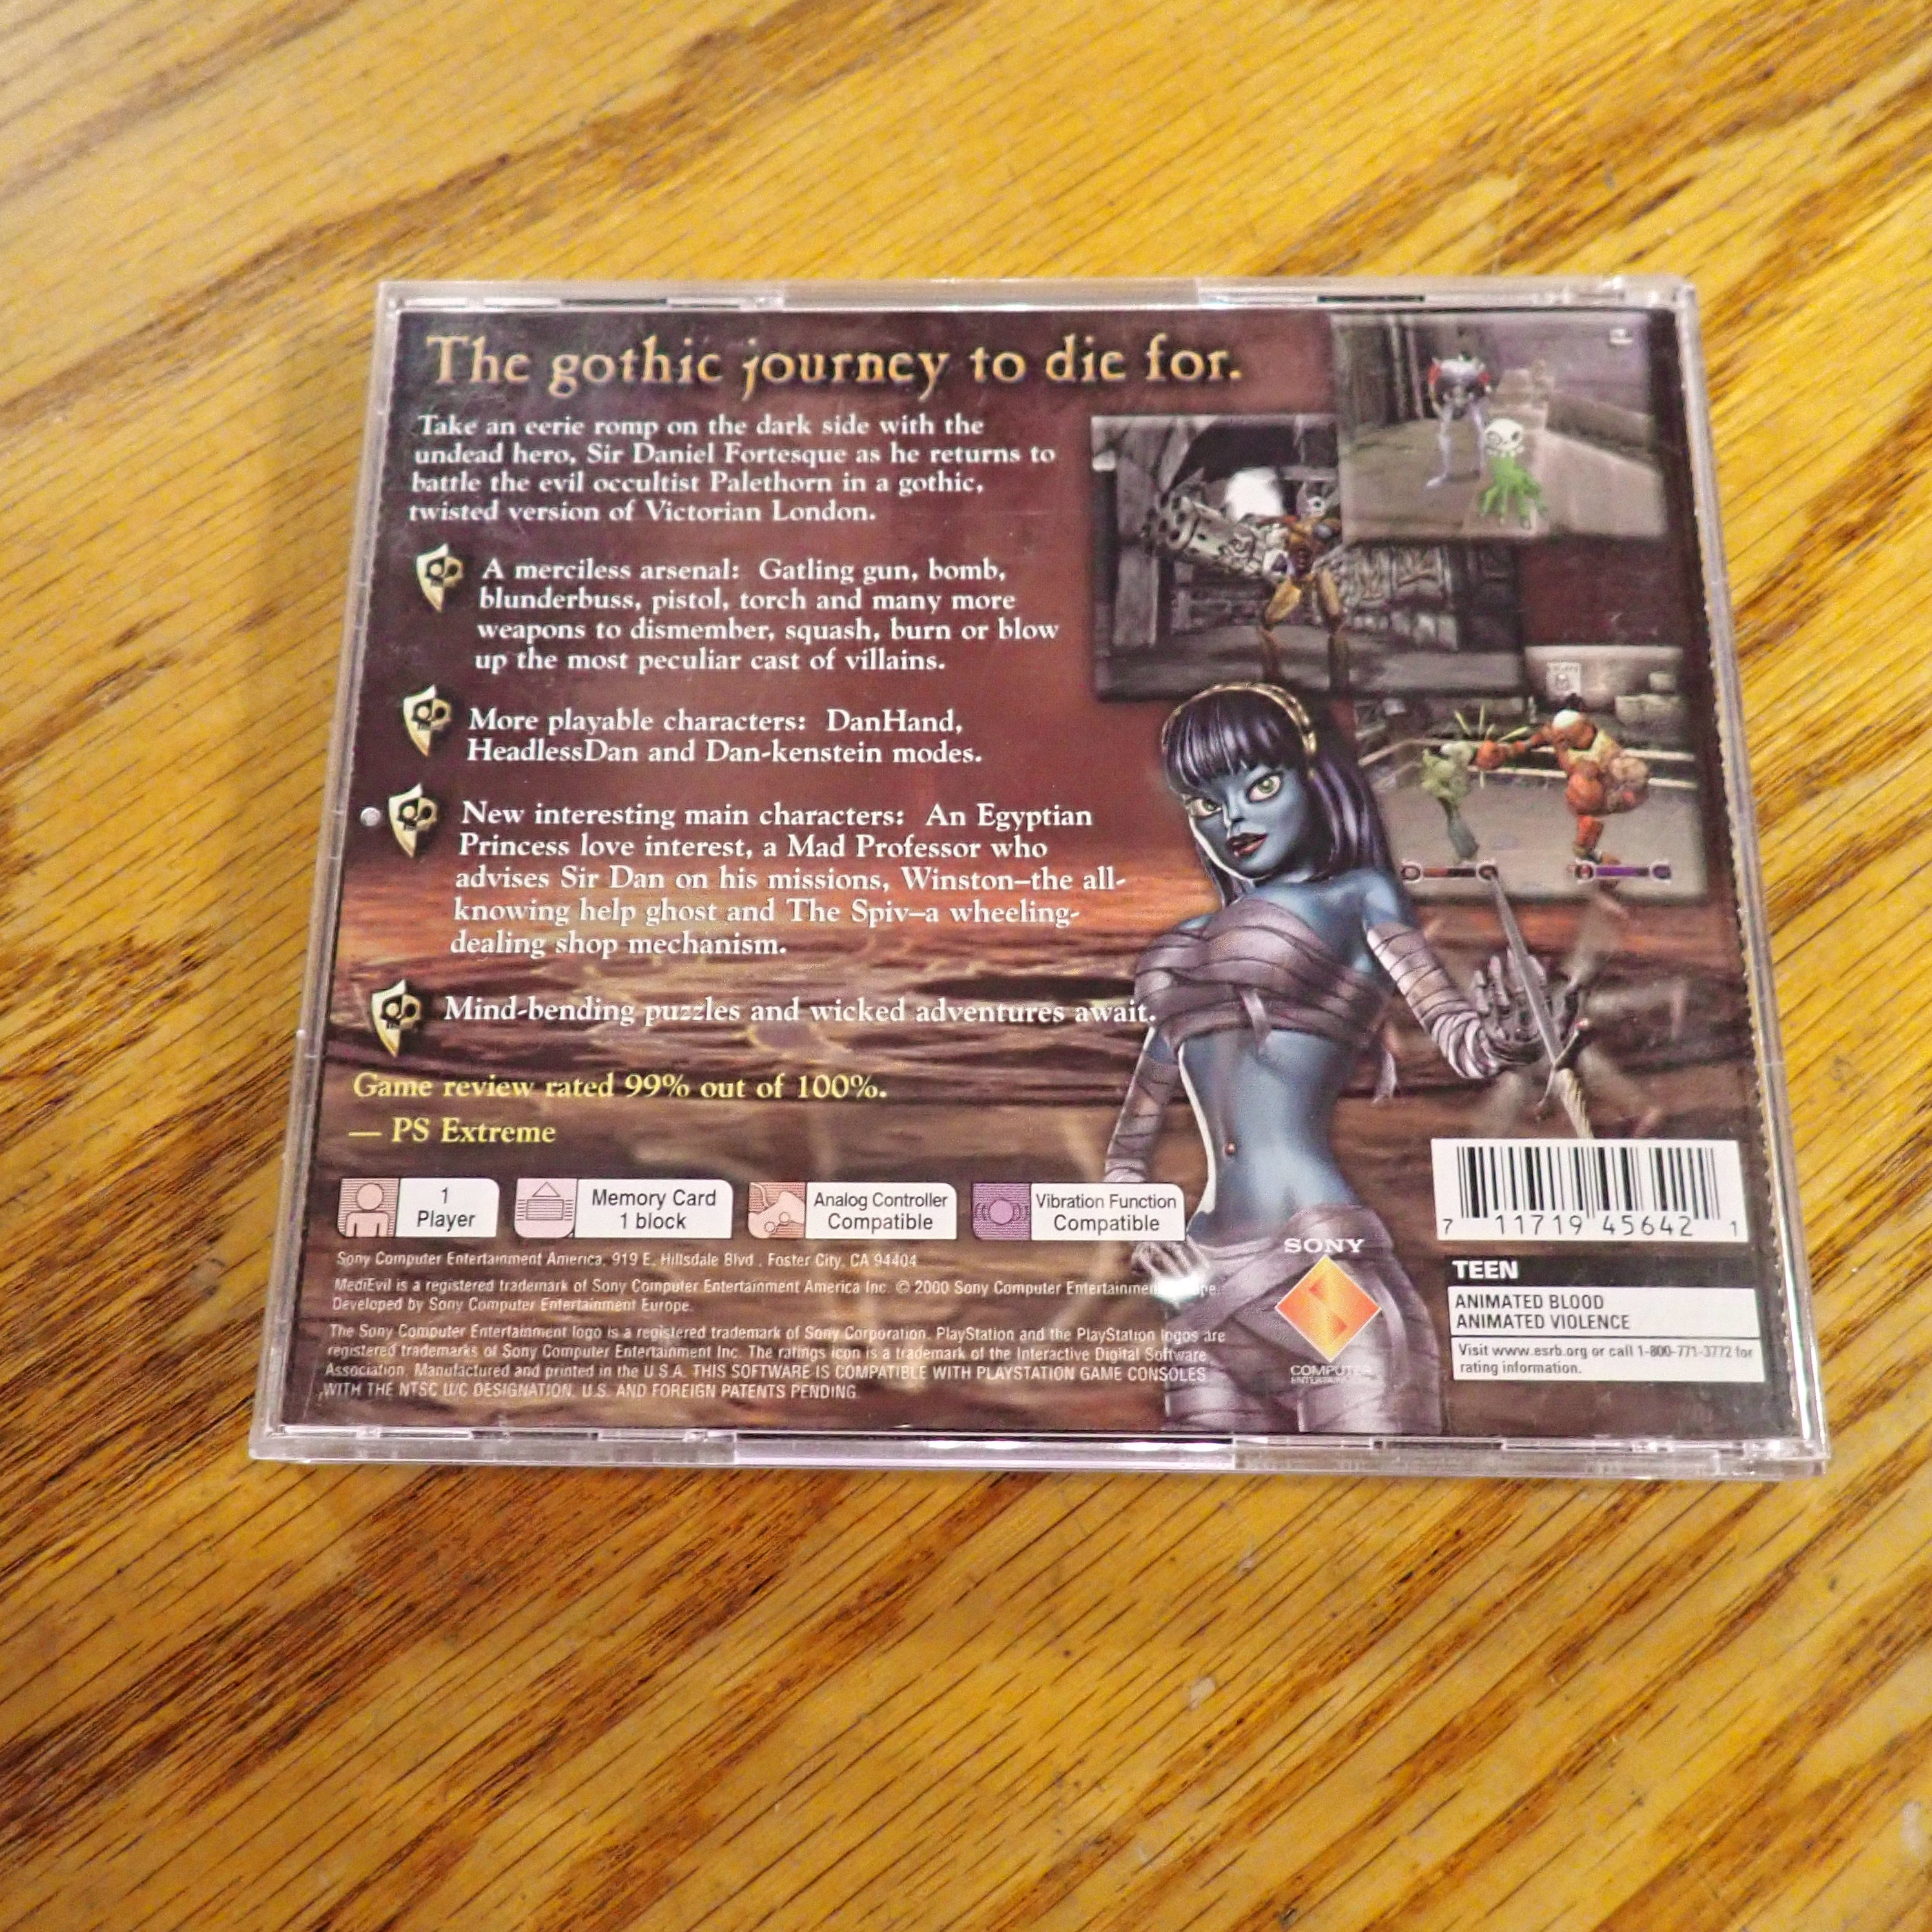 The gothic journey to die for.
Take an eerie romp on the dark side with the
undead hero, Sir Daniel Fortesque as he returns to
battle the evil occultist Palethorn in a gothic,
twisted version of Victorian London.
A merciless arsenal: Gatling gun, bomb,
blunderbuss, pistol, torch and many more
weapons to dismember, squash, burn or blow
up the most peculiar cast of villains.
More playable characters: DanHand,
HeadlessDan and Dan-kenstein modes.
New interesting main characters: An Egyptian
Princess love interest, a Mad Professor who
advises Sir Dan on his missions, Winston–the all-
knowing help ghost and The Spiv–a wheeling-
dealing shop mechanism.
Mind-bending puzzles and wicked adventures await.
Game review rated 99% out of 100%.
— PS Extreme
1
Player
Memory Card
1 block
Analog Controller
Compatible
Vibration Function
Compatible
Sony Computer Entertainment America, 919 E. Hillsdale Blvd., Foster City, CA 94404
MediEvil is a registered trademark of Sony Computer Entertainment America Inc. © 2000 Sony Computer
Developed by Sony Computer Entertainment Europe.
The Sony Computer Entertainment logo is a registered trademark of Sony Corporation. PlayStation and the PlayStation logos are
registered trademarks of Sony Computer Entertainment Inc. The ratings icon is a trademark of the Interactive Digital Software
Association. Manufactured and printed in the U.S.A. THIS SOFTWARE IS COMPATIBLE WITH PLAYSTATION GAME CONSOLES
WITH THE NTSC U/C DESIGNATION. U.S. AND FOREIGN PATENTS PENDING.
SONY
COMPUTER
7 11719 45642 1
TEEN
ANIMATED BLOOD
ANIMATED VIOLENCE
Visit www.esrb.org or call 1-800-771-3772 for
rating information.